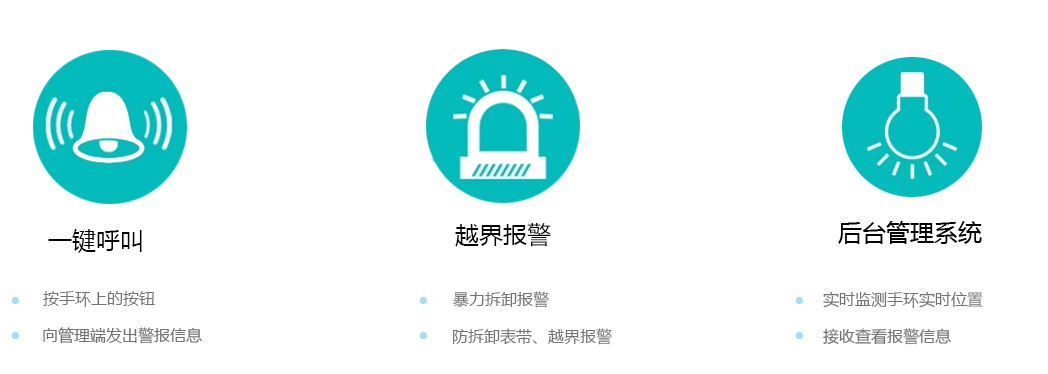 一键呼叫
按手环上的按钮
向管理端发出警报信息
越界报警
暴力拆卸报警
防拆卸表带、越界报警
后台管理系统
实时监测手环实时位置
接收查看报警信息